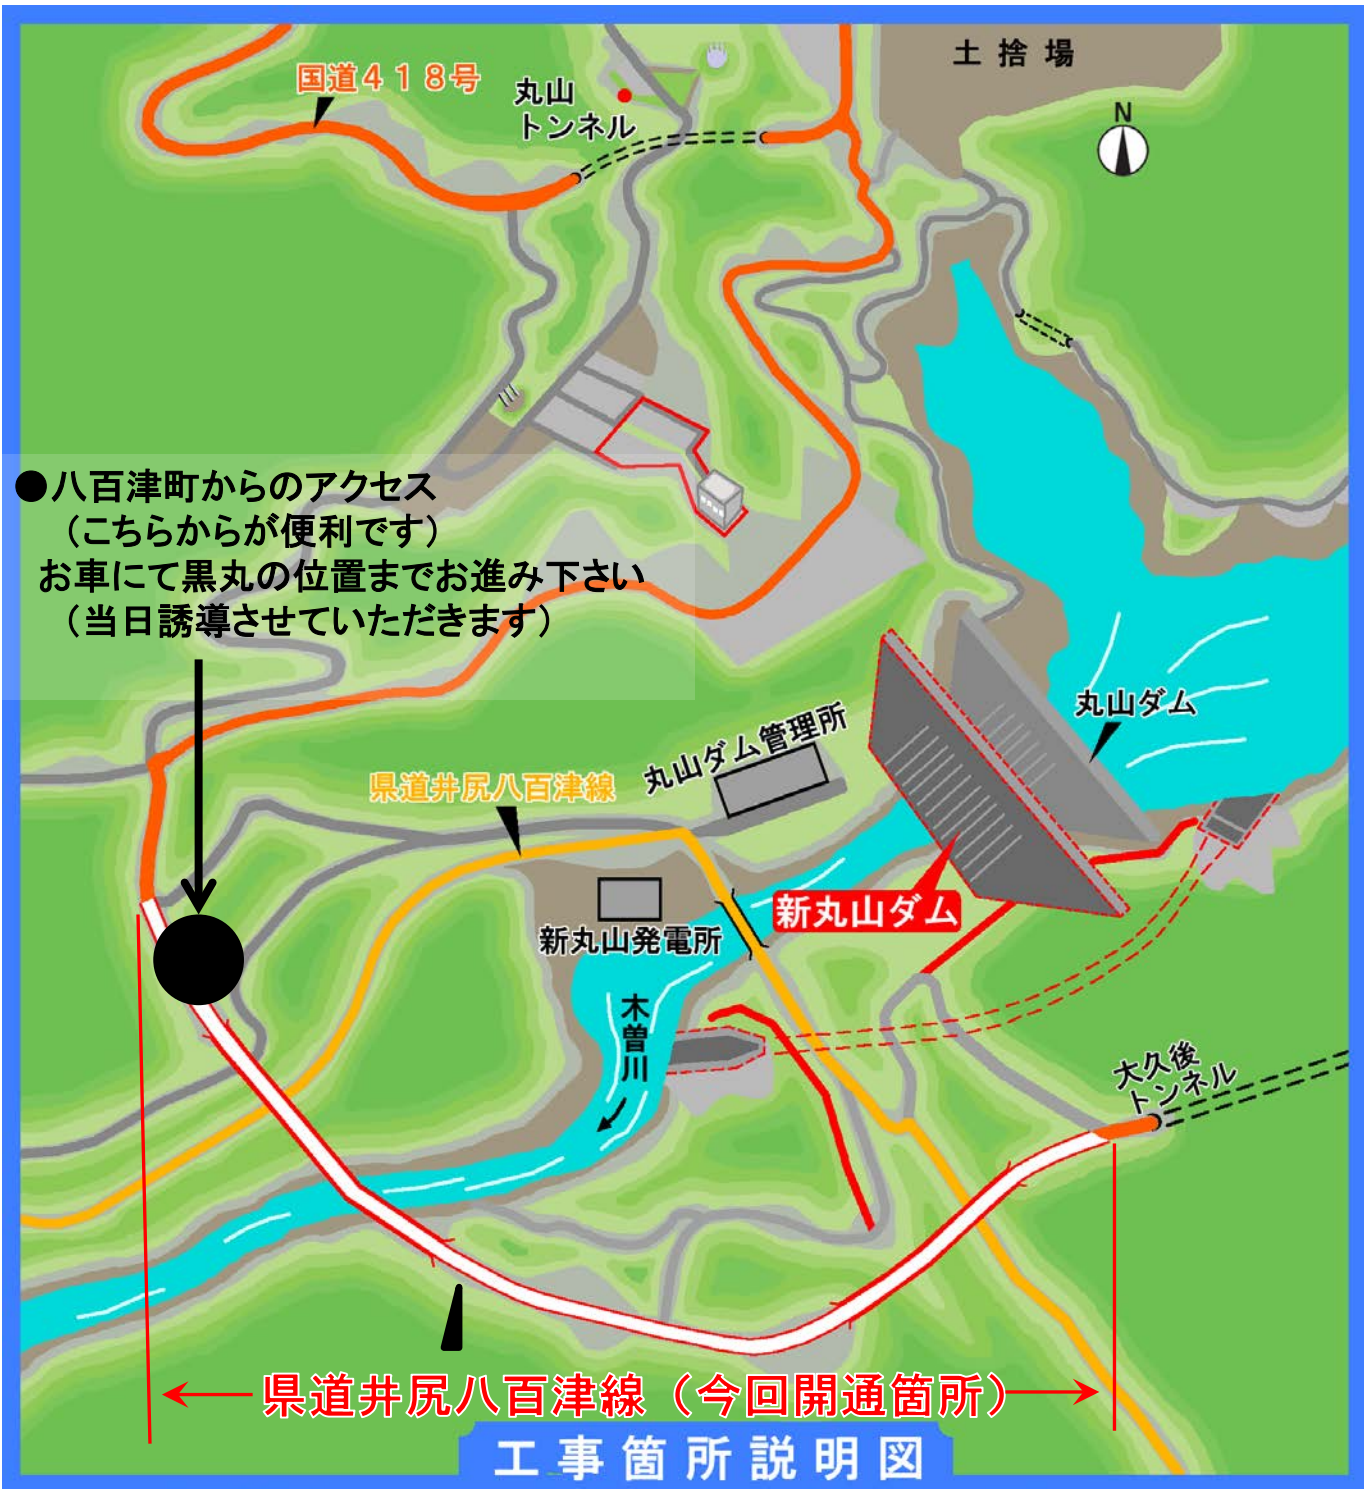 土捨場
国道418号
丸山
トンネル
N
●八百津町からのアクセス
（こちらからが便利です）
お車にて黒丸の位置までお進み下さい
（当日誘導させていただきます）
丸山ダム
丸山ダム管理所
県道井尻八百津線
新丸山ダム
新丸山発電所
木曽川
大久後
トンネル
県道井尻八百津線（今回開通箇所）
工事箇所説明図